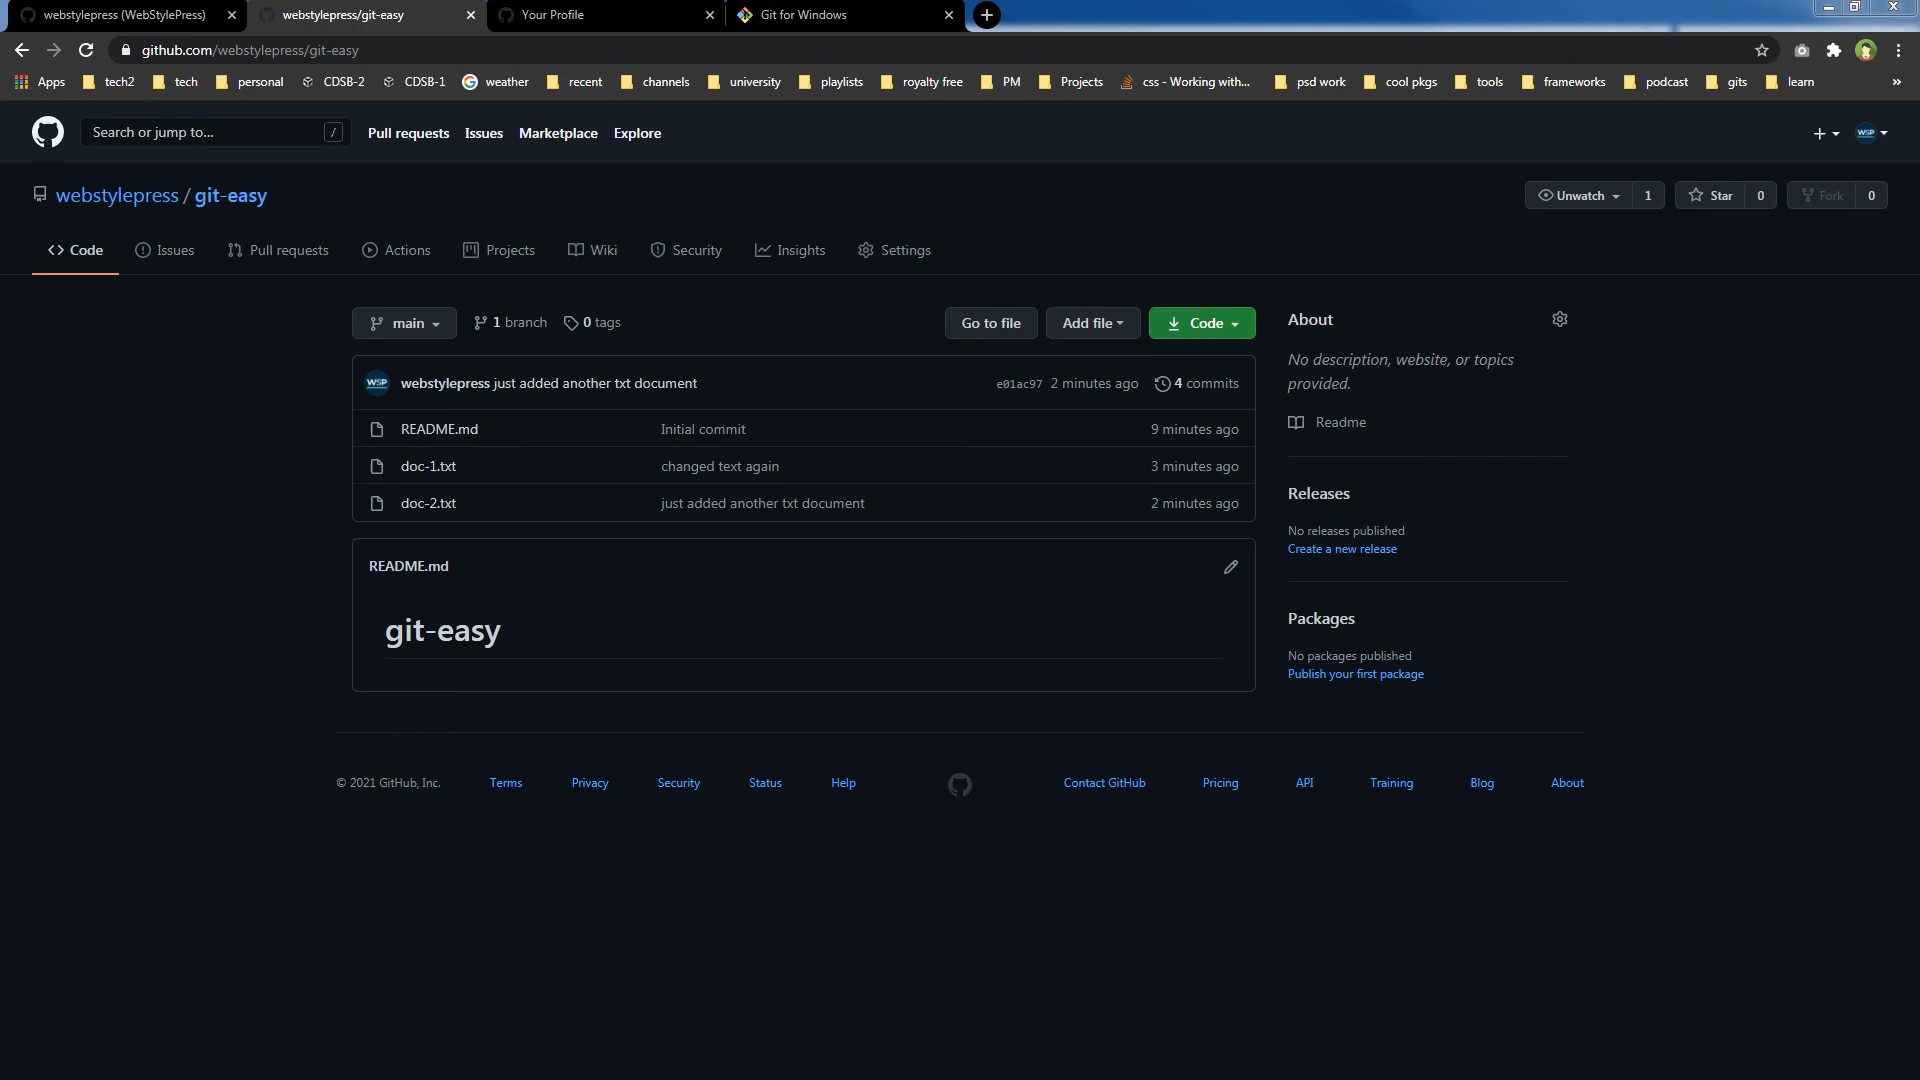 webstylepress (WebStylePress)
webstylepress/git-easy
Your Profile
Git for Windows
github.com/webstylepress/git-easy
Apps tech2 tech personal CDSB-2 CDSB-1 weather recent channels university playlists royalty free PM Projects css - Working with... psd work cool pkgs tools frameworks podcast gits learn »
Search or jump to... / Pull requests Issues Marketplace Explore WSP
webstylepress / git-easy
Unwatch 1 Star 0 Fork 0
Code Issues Pull requests Actions Projects Wiki Security Insights Settings
main 1 branch 0 tags Go to file Add file Code
WSP webstylepress just added another txt document e01ac97 2 minutes ago 4 commits
README.md Initial commit 9 minutes ago
doc-1.txt changed text again 3 minutes ago
doc-2.txt just added another txt document 2 minutes ago
README.md
git-easy
About
No description, website, or topics
provided.
Readme
Releases
No releases published
Create a new release
Packages
No packages published
Publish your first package
© 2021 GitHub, Inc. Terms Privacy Security Status Help Contact GitHub Pricing API Training Blog About